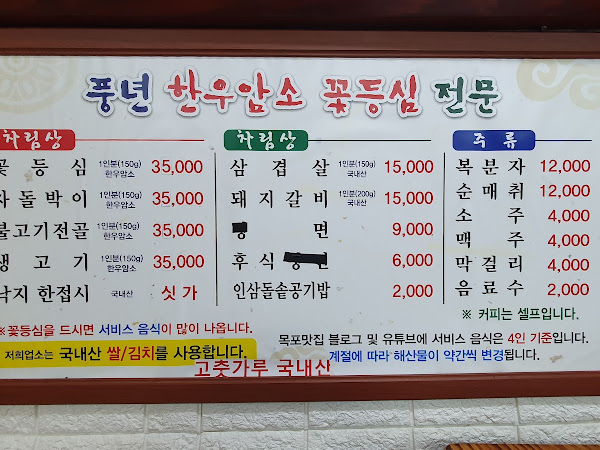 풍년 한우암소 꽃등심 전문
차림상
꽃등심 1인분(150g) 한우암소 35,000
차돌박이 1인분(150g) 한우암소 35,000
불고기전골 1인분(150g) 한우암소 35,000
생고기 1인분(150g) 한우암소 35,000
낙지 한접시 국내산 싯가
차림상
삼겹살 1인분(150g) 국내산 15,000
돼지갈비 1인분(200g) 국내산 15,000
면 9,000
후식 6,000
인삼돌솥공기밥 2,000
주류
복분자 12,000
순매취 12,000
소주 4,000
맥주 4,000
막걸리 4,000
음료수 2,000
※ 커피는 셀프입니다.
※꽃등심을 드시면 서비스 음식이 많이 나옵니다.
저희업소는 국내산 쌀/김치를 사용합니다.
고춧가루 국내산
목포맛집 블로그 및 유튜브에 서비스 음식은 4인 기준입니다.
계절에 따라 해산물이 약간씩 변경됩니다.